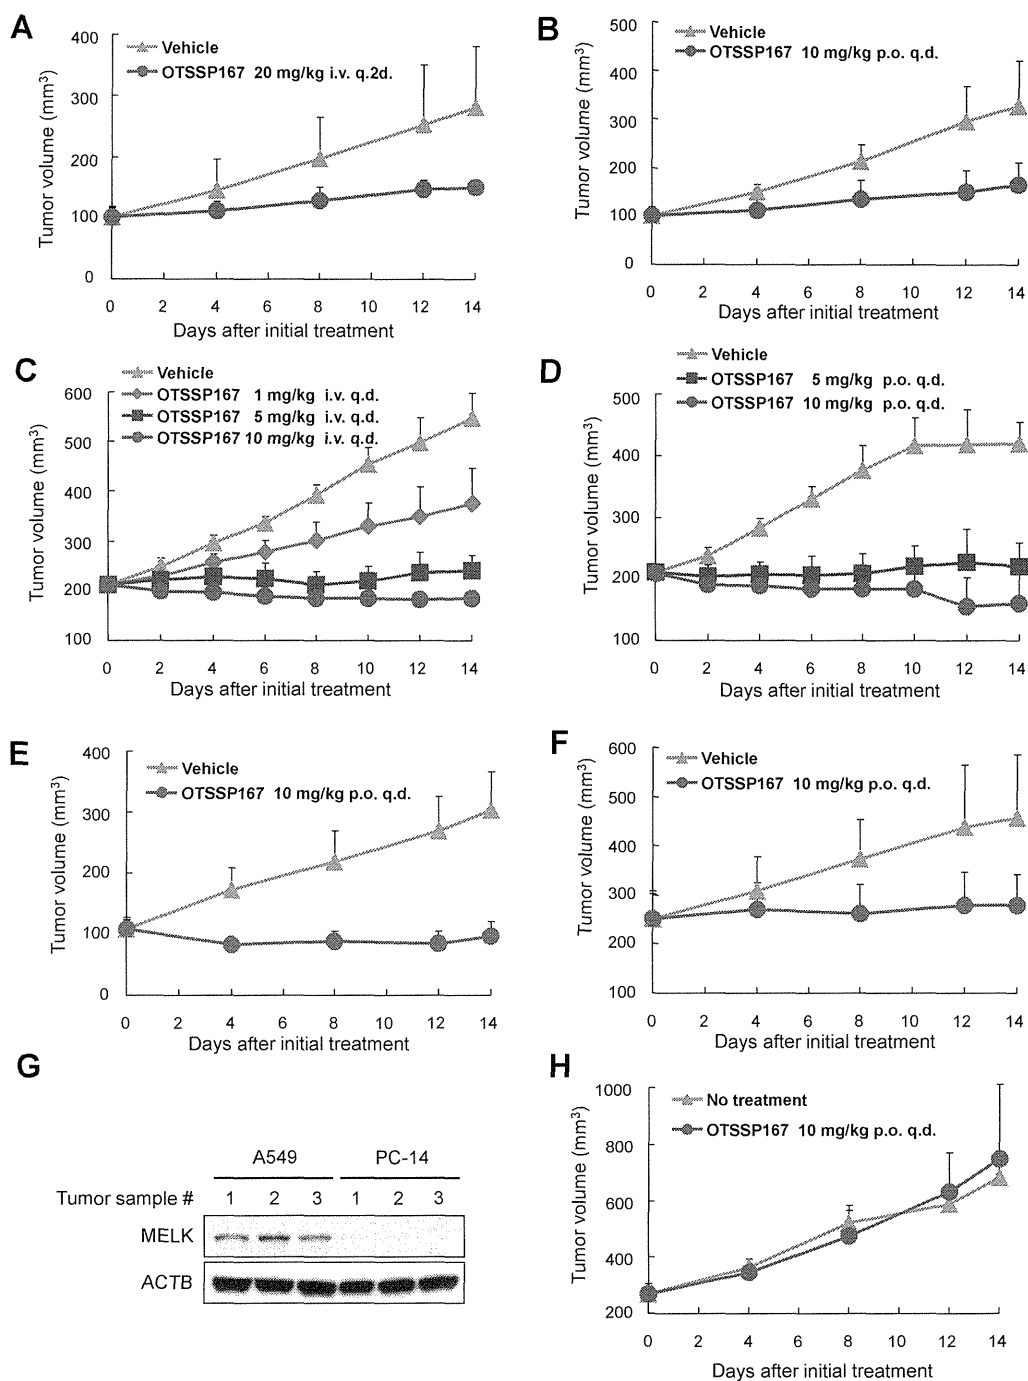 A
Tumor volume (mm³)
400
300
200
100
0
Vehicle
OTSSP167 20 mg/kg i.v. q.2d.
0 2 4 6 8 10 12 14
Days after initial treatment
B
Tumor volume (mm³)
500
400
300
200
100
0
Vehicle
OTSSP167 10 mg/kg p.o. q.d.
0 2 4 6 8 10 12 14
Days after initial treatment
C
Tumor volume (mm³)
600
500
400
300
200
100
Vehicle
OTSSP167 1 mg/kg i.v. q.d.
OTSSP167 5 mg/kg i.v. q.d.
OTSSP167 10 mg/kg i.v. q.d.
0 2 4 6 8 10 12 14
Days after initial treatment
D
Tumor volume (mm³)
500
400
300
200
100
Vehicle
OTSSP167 5 mg/kg p.o. q.d.
OTSSP167 10 mg/kg p.o. q.d.
0 2 4 6 8 10 12 14
Days after initial treatment
E
Tumor volume (mm³)
400
300
200
100
0
Vehicle
OTSSP167 10 mg/kg p.o. q.d.
0 2 4 6 8 10 12 14
Days after initial treatment
F
Tumor volume (mm³)
600
500
400
300
200
100
Vehicle
OTSSP167 10 mg/kg p.o. q.d.
0 2 4 6 8 10 12 14
Days after initial treatment
G
A549 PC-14
Tumor sample # 1 2 3 1 2 3
MELK
ACTB
H
Tumor volume (mm³)
1000
800
600
400
200
No treatment
OTSSP167 10 mg/kg p.o. q.d.
0 2 4 6 8 10 12 14
Days after initial treatment